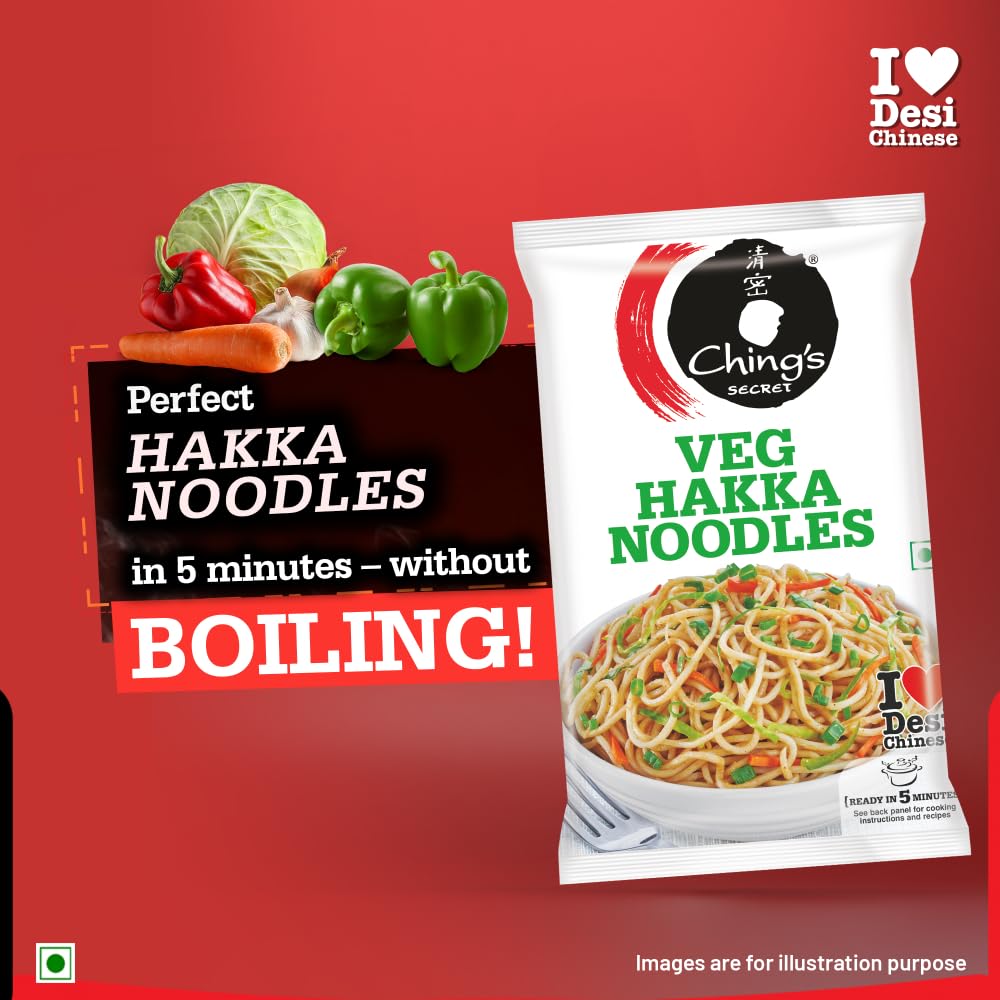 I ♥
Desi
Chinese
Perfect
HAKKA
NOODLES
in 5 minutes – without
BOILING!
清
密
®
Ching's
SECRET
VEG
HAKKA
NOODLES
I ♥
Desi
Chinese
{READY IN 5 MINUTES
See back panel for cooking
instructions and recipes
Images are for illustration purpose